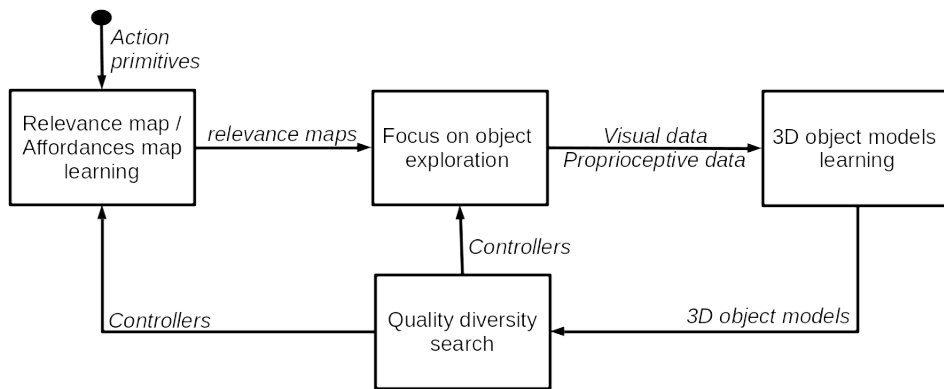 Action
primitives
Relevance map /
Affordances map
learning
relevance maps
Focus on object
exploration
Visual data
Proprioceptive data
3D object models
learning
Controllers
Controllers
Quality diversity
search
3D object models